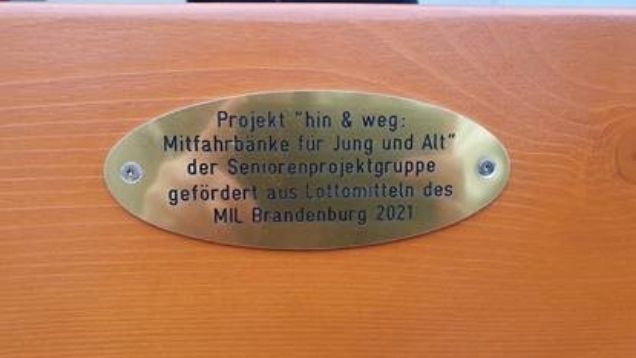 Projekt "hin & weg:
Mitfahrbänke für Jung und Alt"
der Seniorenprojektgruppe
gefördert aus Lottomitteln des
MIL Brandenburg 2021